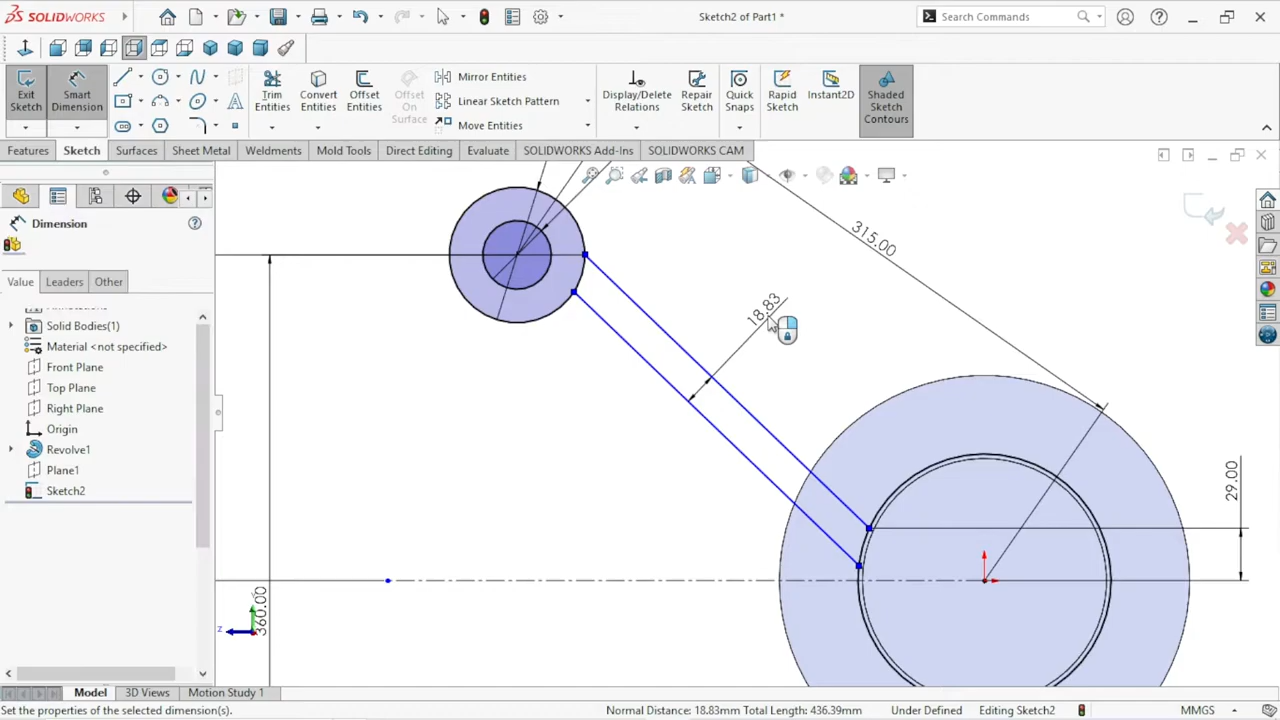 SOLIDWORKS
Sketch2 of Part1 *
Search Commands
Exit Sketch
Smart Dimension
Trim Entities
Convert Entities
Offset Entities
Offset On Surface
Mirror Entities
Linear Sketch Pattern
Move Entities
Display/Delete Relations
Repair Sketch
Quick Snaps
Rapid Sketch
Instant2D
Shaded Sketch Contours
Features
Sketch
Surfaces
Sheet Metal
Weldments
Mold Tools
Direct Editing
Evaluate
SOLIDWORKS Add-Ins
SOLIDWORKS CAM
Dimension
Value
Leaders
Other
Solid Bodies(1)
Material <not specified>
Front Plane
Top Plane
Right Plane
Origin
Revolve1
Plane1
Sketch2
315.00
18.83
29.00
360.00
Z
Model
3D Views
Motion Study 1
Set the properties of the selected dimension(s).
Normal Distance: 18.83mm Total Length: 436.39mm
Under Defined
Editing Sketch2
MMGS